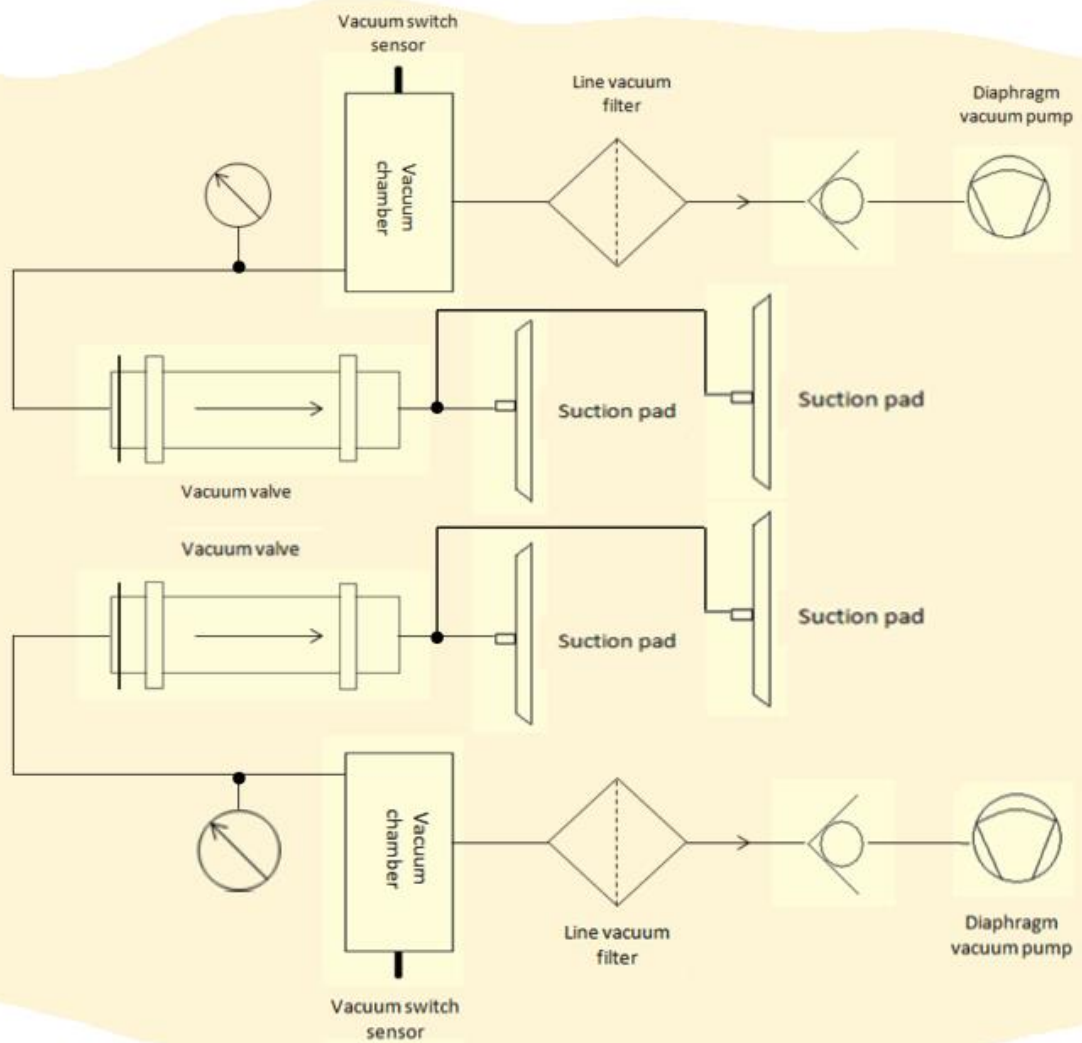 Vacuum switch
sensor
Line vacuum
filter
Diaphragm
vacuum pump
Vacuum
chamber
Suction pad
Suction pad
Vacuum valve
Vacuum valve
Suction pad
Suction pad
Vacuum
chamber
Line vacuum
filter
Diaphragm
vacuum pump
Vacuum switch
sensor